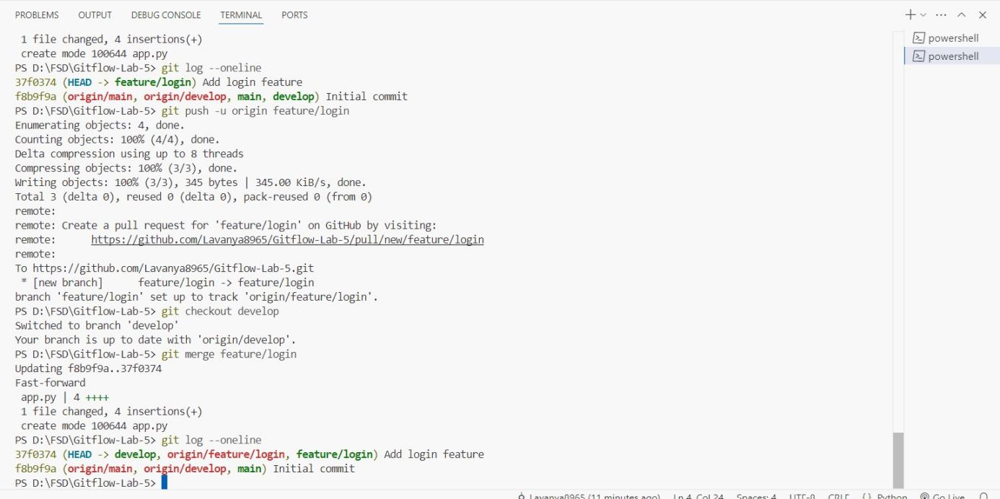 PROBLEMS OUTPUT DEBUG CONSOLE TERMINAL PORTS
powershell
powershell
1 file changed, 4 insertions(+)
create mode 100644 app.py
PS D:\FSD\Gitflow-Lab-5> git log --oneline
37f0374 (HEAD -> feature/login) Add login feature
f8b9f9a (origin/main, origin/develop, main, develop) Initial commit
PS D:\FSD\Gitflow-Lab-5> git push -u origin feature/login
Enumerating objects: 4, done.
Counting objects: 100% (4/4), done.
Delta compression using up to 8 threads
Compressing objects: 100% (3/3), done.
Writing objects: 100% (3/3), 345 bytes | 345.00 KiB/s, done.
Total 3 (delta 0), reused 0 (delta 0), pack-reused 0 (from 0)
remote:
remote: Create a pull request for 'feature/login' on GitHub by visiting:
remote:      https://github.com/Lavanya8965/Gitflow-Lab-5/pull/new/feature/login
remote:
To https://github.com/Lavanya8965/Gitflow-Lab-5.git
* [new branch]      feature/login -> feature/login
branch 'feature/login' set up to track 'origin/feature/login'.
PS D:\FSD\Gitflow-Lab-5> git checkout develop
Switched to branch 'develop'
Your branch is up to date with 'origin/develop'.
PS D:\FSD\Gitflow-Lab-5> git merge feature/login
Updating f8b9f9a..37f0374
Fast-forward
app.py | 4 ++++
1 file changed, 4 insertions(+)
create mode 100644 app.py
PS D:\FSD\Gitflow-Lab-5> git log --oneline
37f0374 (HEAD -> develop, origin/feature/login, feature/login) Add login feature
f8b9f9a (origin/main, origin/develop, main) Initial commit
PS D:\FSD\Gitflow-Lab-5>
Lavanya8965 (11 minutes ago) Ln 4, Col 24 Spaces: 4 UTF-8 CRLF {} Python Go Live